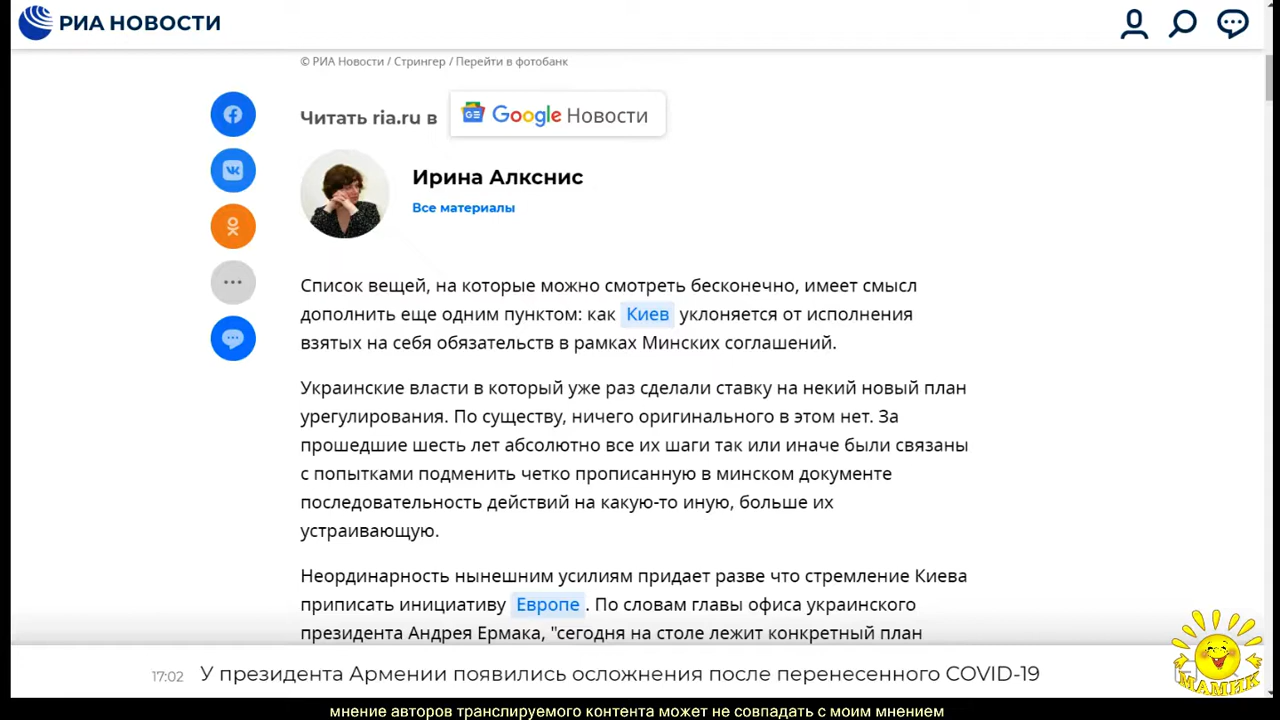 РИА НОВОСТИ
© РИА Новости / Стрингер / Перейти в фотобанк
Читать ria.ru в
GE Google Новости
Ирина Алкснис
Все материалы
Список вещей, на которые можно смотреть бесконечно, имеет смысл
дополнить еще одним пунктом: как Киев уклоняется от исполнения
взятых на себя обязательств в рамках Минских соглашений.
Украинские власти в который уже раз сделали ставку на некий новый план
урегулирования. По существу, ничего оригинального в этом нет. За
прошедшие шесть лет абсолютно все их шаги так или иначе были связаны
с попытками подменить четко прописанную в минском документе
последовательность действий на какую-то иную, больше их
устраивающую.
Неординарность нынешним усилиям придает разве что стремление Киева
приписать инициативу Европе. По словам главы офиса украинского
президента Андрея Ермака, "сегодня на столе лежит конкретный план
17:02 У президента Армении появились осложнения после перенесенного COVID-19
МАМИК
мнение авторов транслируемого контента может не совпадать с моим мнением